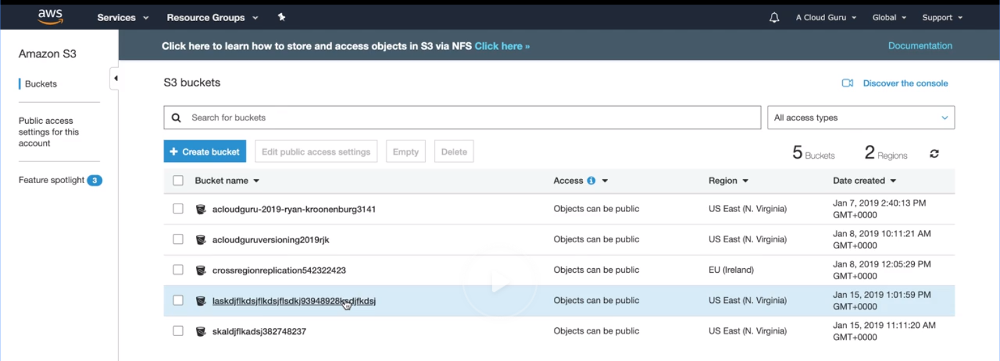 aws
Services
Resource Groups
A Cloud Guru
Global
Support
Amazon S3
Buckets
Public access
settings for this
account
Feature spotlight 3
Click here to learn how to store and access objects in S3 via NFS Click here »
Documentation
S3 buckets
Discover the console
Search for buckets
All access types
+ Create bucket
Edit public access settings
Empty
Delete
5 Buckets
2 Regions
Bucket name
Access
Region
Date created
acloudguru-2019-ryan-kroonenburg3141
Objects can be public
US East (N. Virginia)
Jan 7, 2019 2:40:13 PM
GMT+0000
acloudguruversioning2019rjk
Objects can be public
US East (N. Virginia)
Jan 8, 2019 10:11:21 AM
GMT+0000
crossregionreplication542322423
Objects can be public
EU (Ireland)
Jan 8, 2019 12:05:29 PM
GMT+0000
Objects can be public
US East (N. Virginia)
Jan 15, 2019 1:01:59 PM
GMT+0000
skaldjflkadsj382748237
Objects can be public
US East (N. Virginia)
Jan 15, 2019 11:11:20 AM
GMT+0000